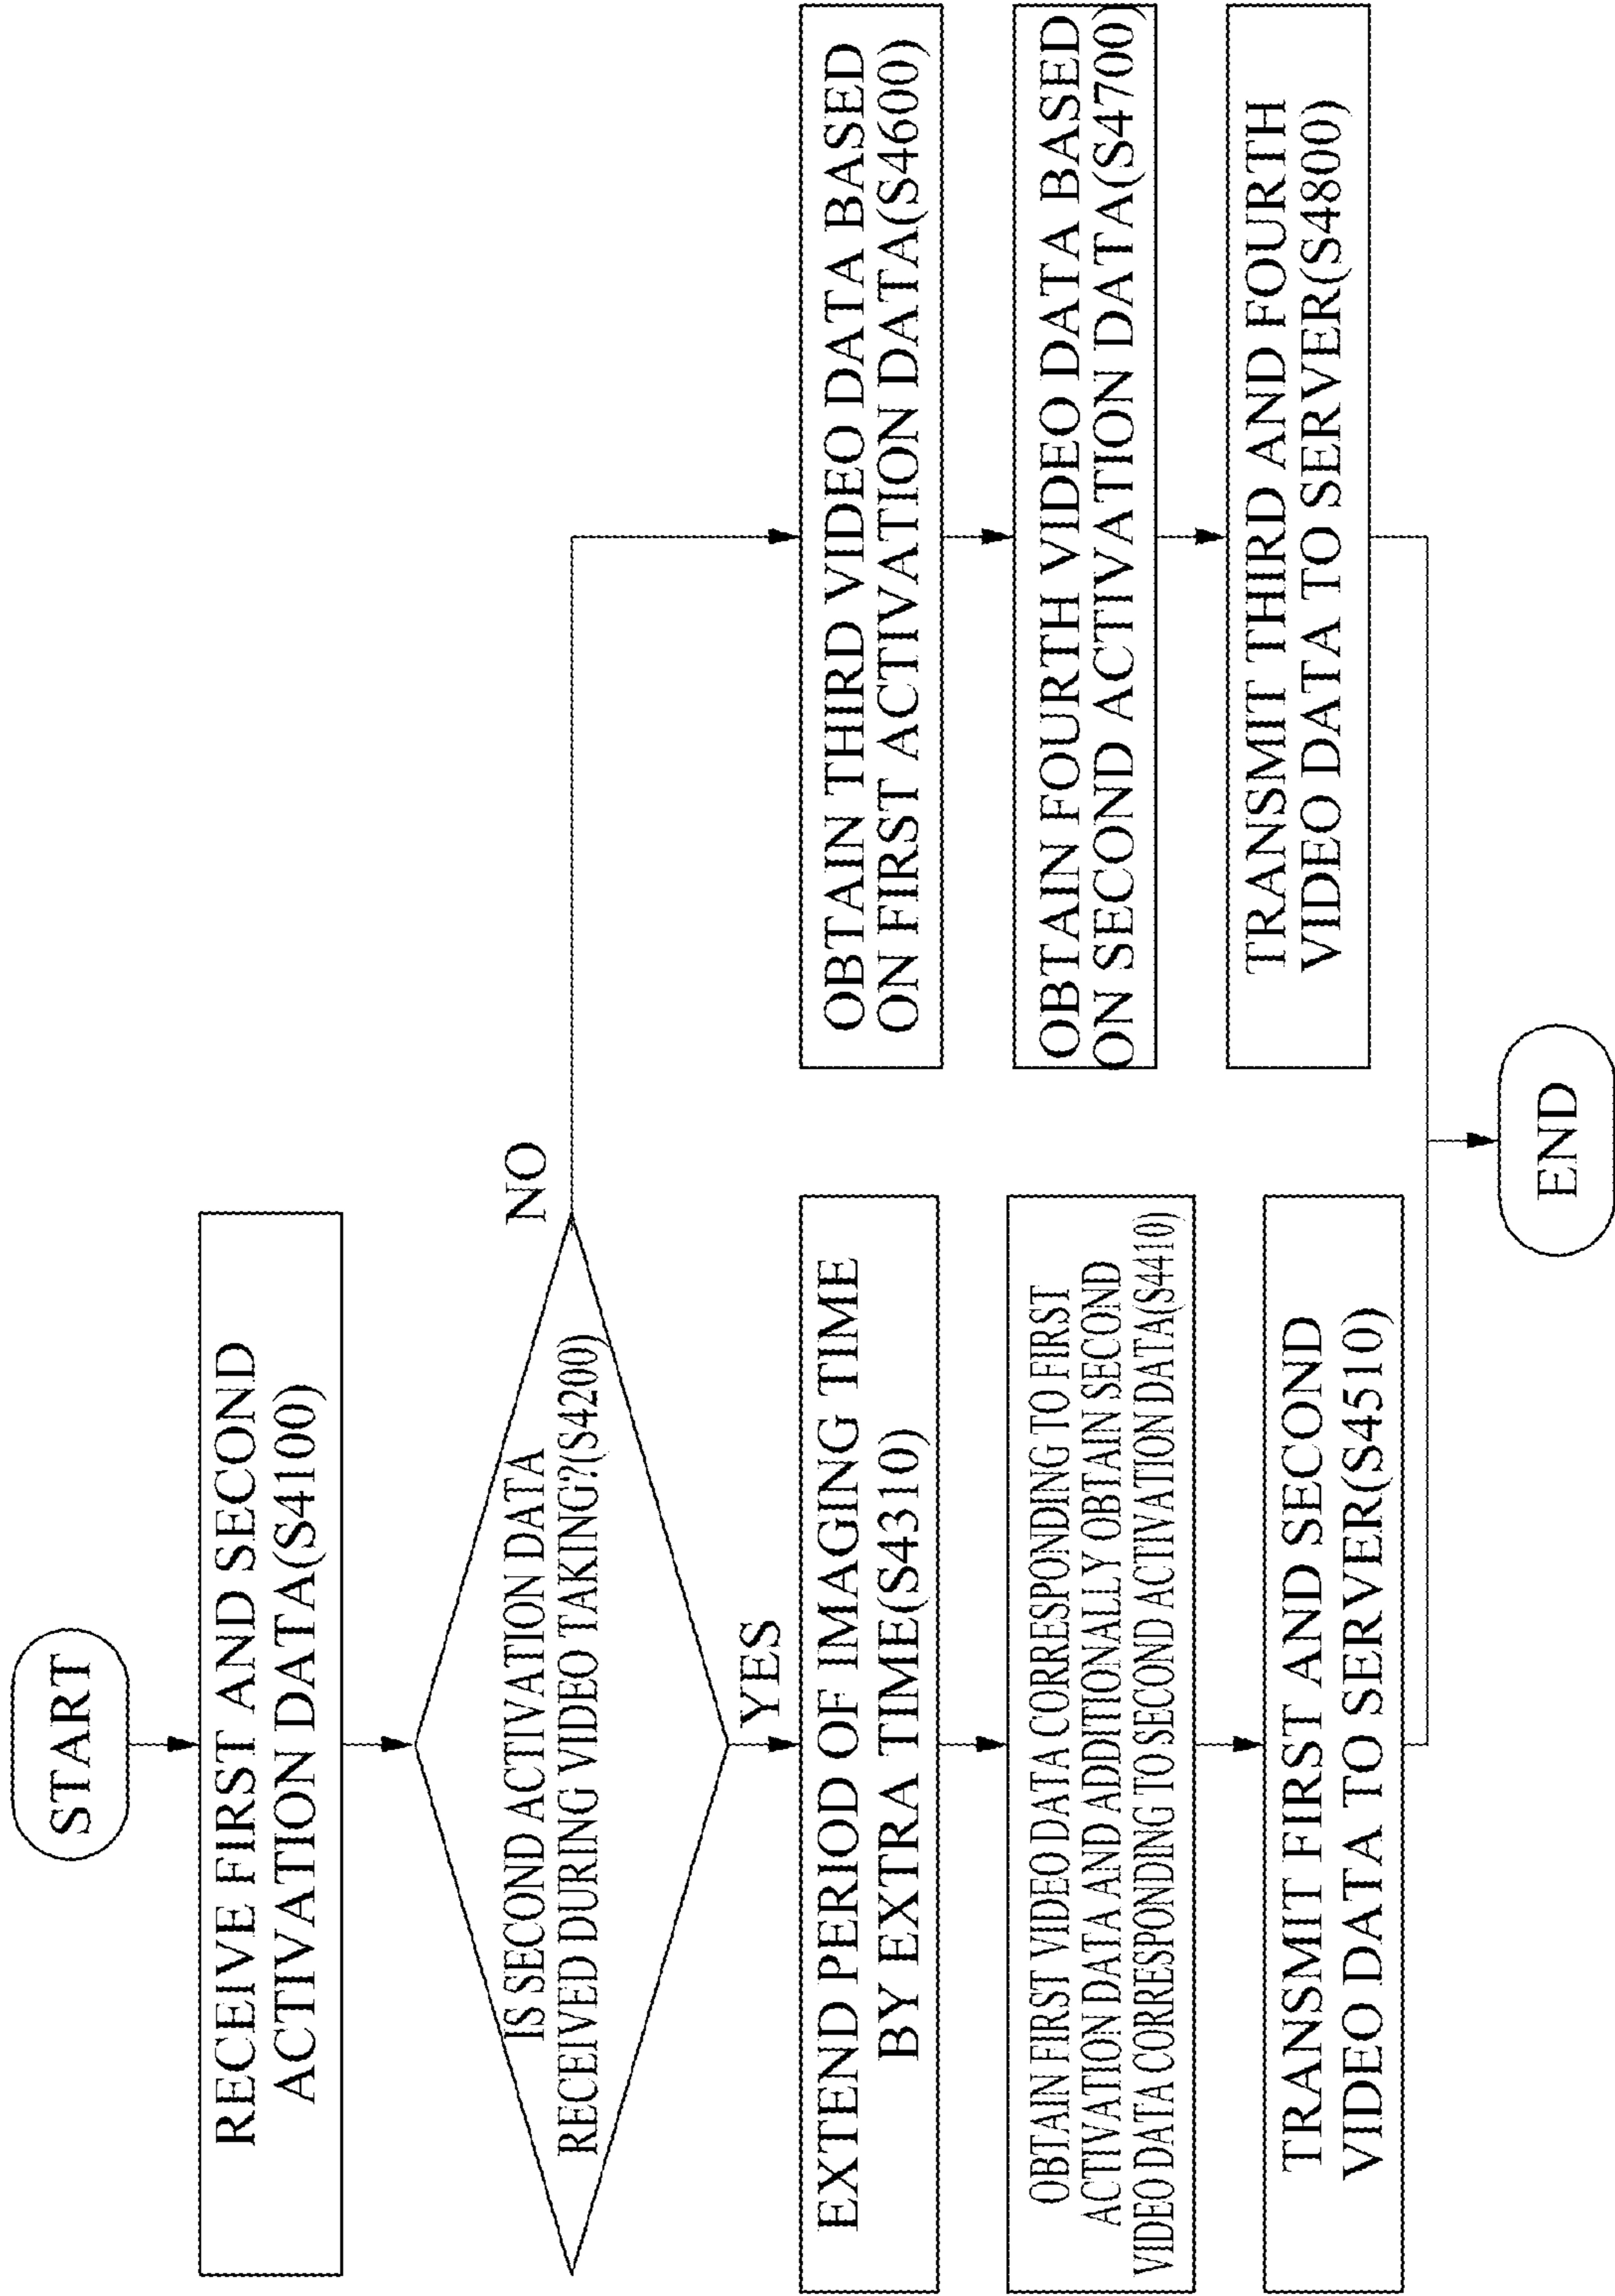 START
RECEIVE FIRST AND SECOND
ACTIVATION DATA(S4100)
IS SECOND ACTIVATION DATA
RECEIVED DURING VIDEO TAKING?(S4200)
NO
YES
EXTEND PERIOD OF IMAGING TIME
BY EXTRA TIME(S4310)
OBTAIN FIRST VIDEO DATA CORRESPONDING TO FIRST
ACTIVATION DATA AND ADDITIONALLY OBTAIN SECOND
VIDEO DATA CORRESPONDING TO SECOND ACTIVATION DATA(S4410)
TRANSMIT FIRST AND SECOND
VIDEO DATA TO SERVER(S4510)
OBTAIN THIRD VIDEO DATA BASED
ON FIRST ACTIVATION DATA(S4600)
OBTAIN FOURTH VIDEO DATA BASED
ON SECOND ACTIVATION DATA(S4700)
TRANSMIT THIRD AND FOURTH
VIDEO DATA TO SERVER(S4800)
END